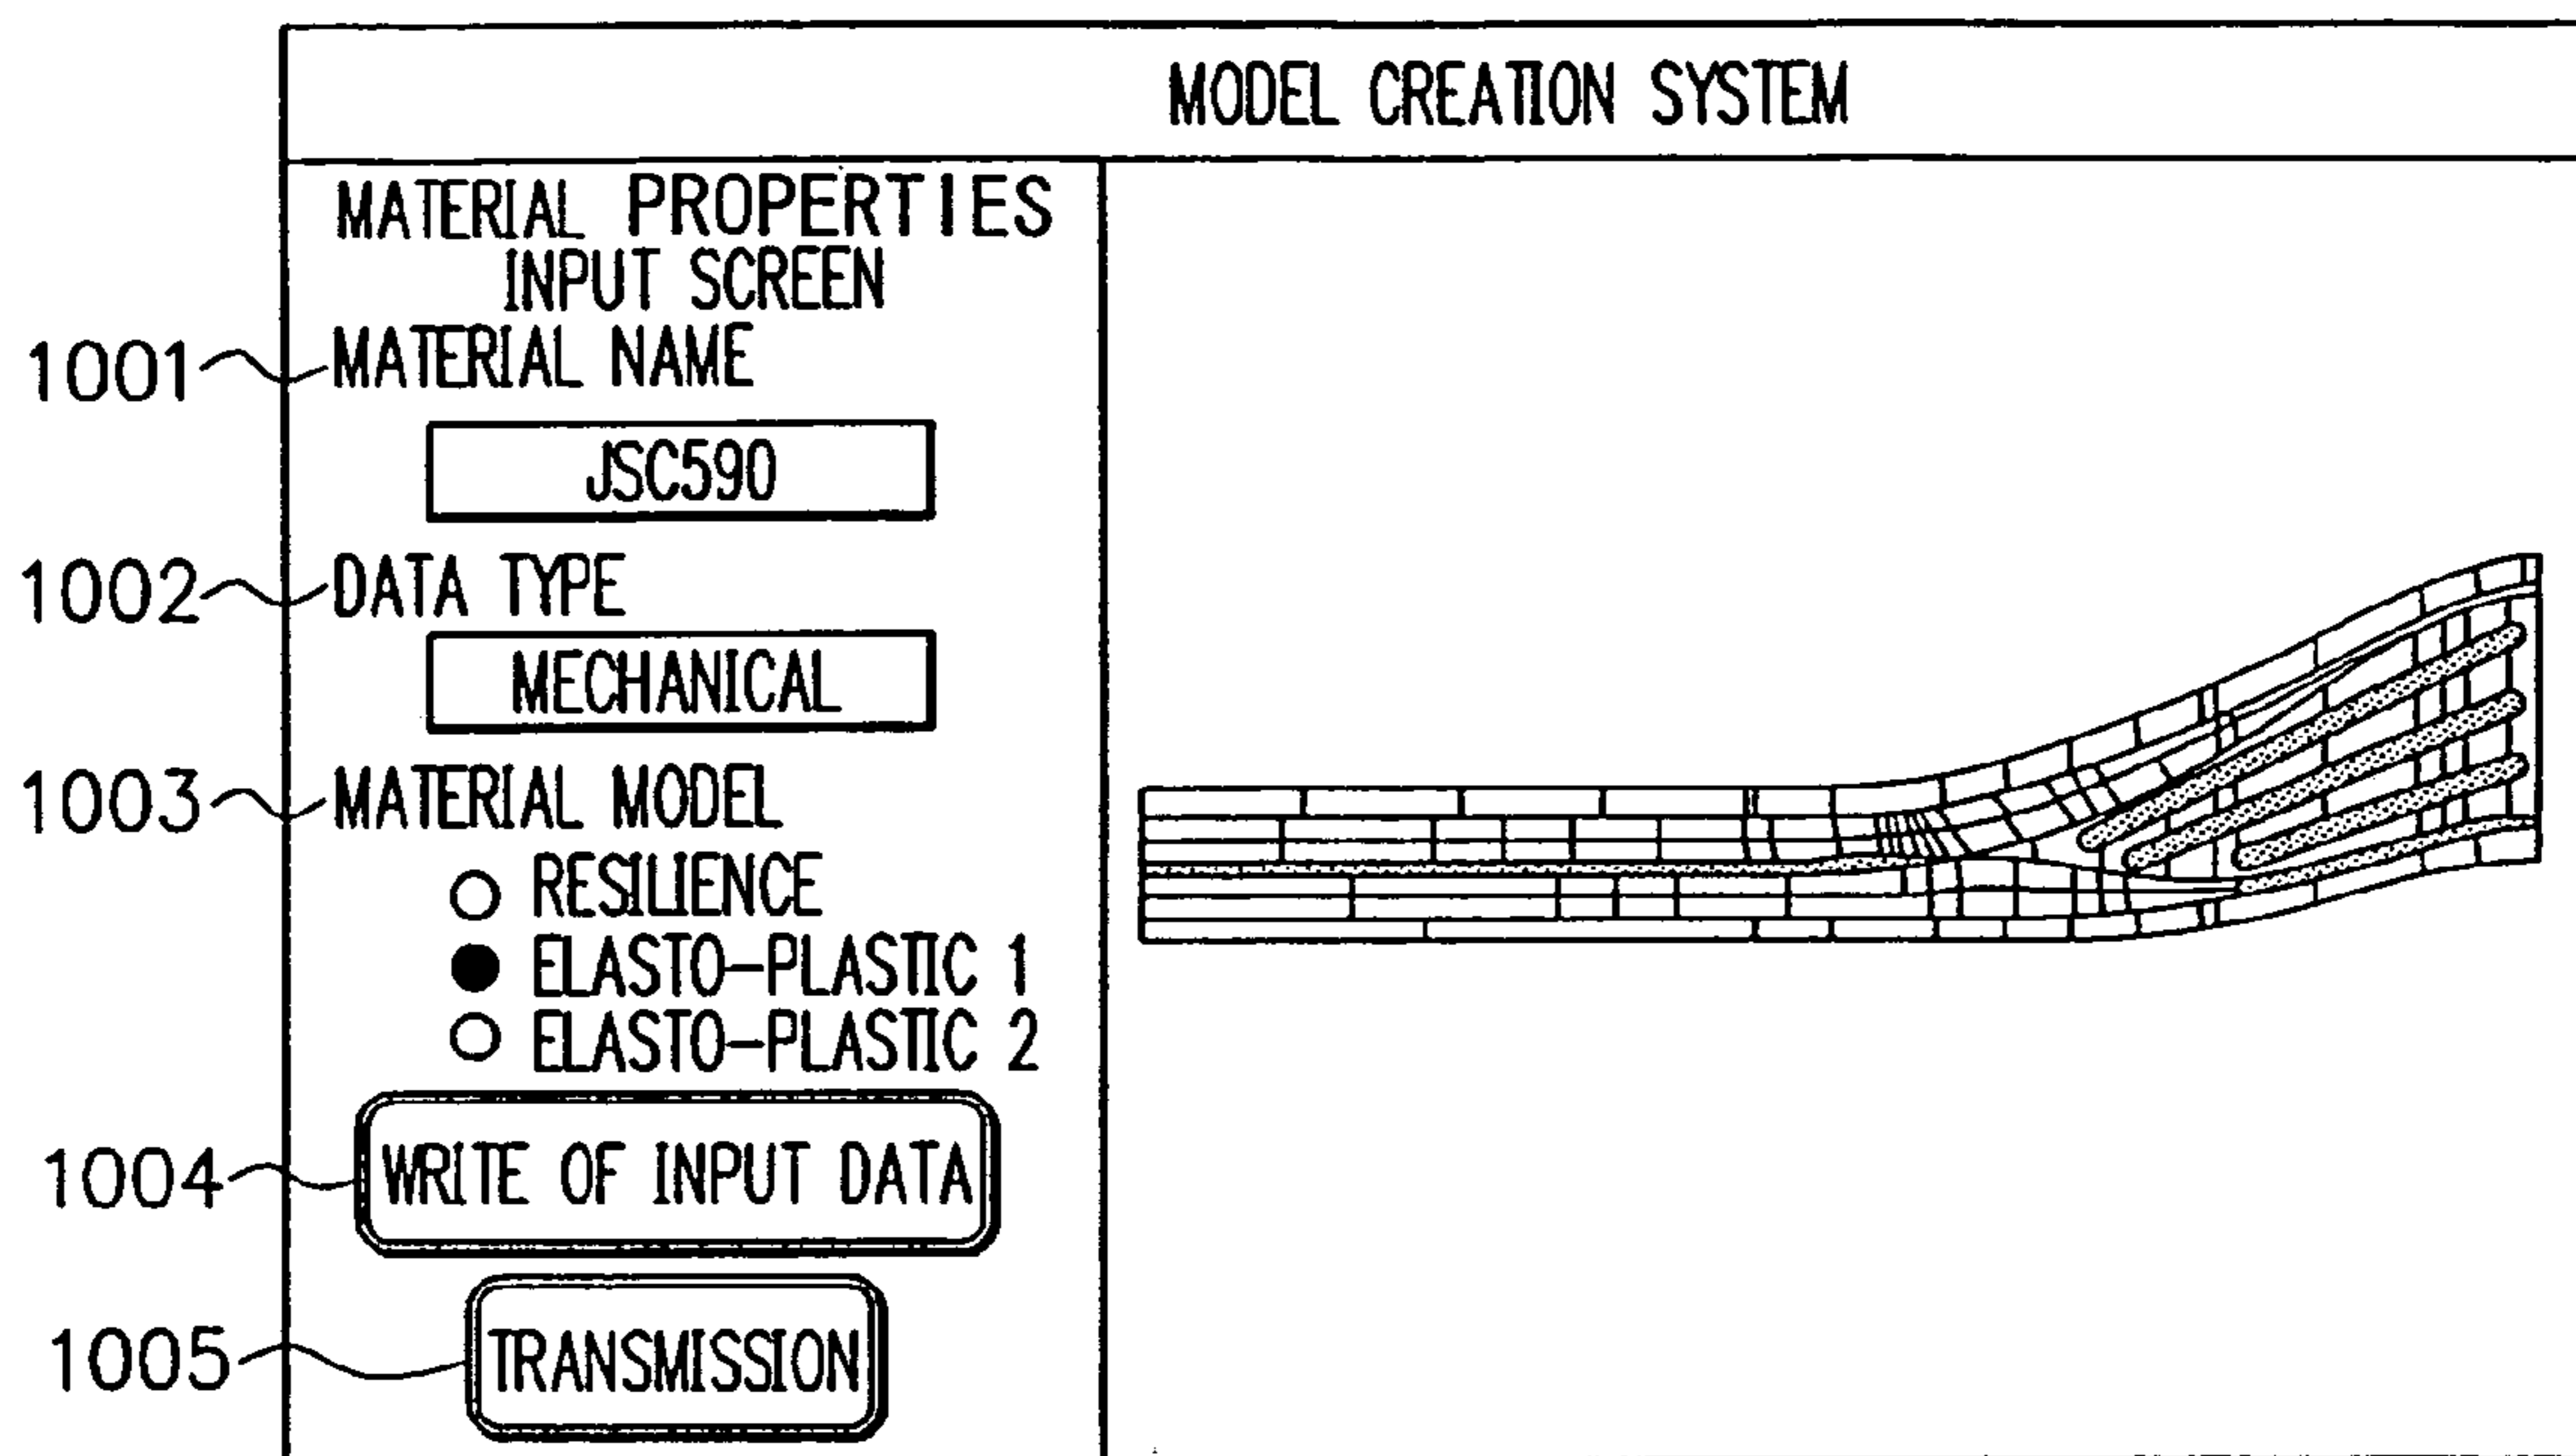 MODEL CREATION SYSTEM
MATERIAL PROPERTIES
INPUT SCREEN
1001 MATERIAL NAME
JSC590
1002 DATA TYPE
MECHANICAL
1003 MATERIAL MODEL
RESILIENCE
ELASTO-PLASTIC 1
ELASTO-PLASTIC 2
1004 WRITE OF INPUT DATA
1005 TRANSMISSION